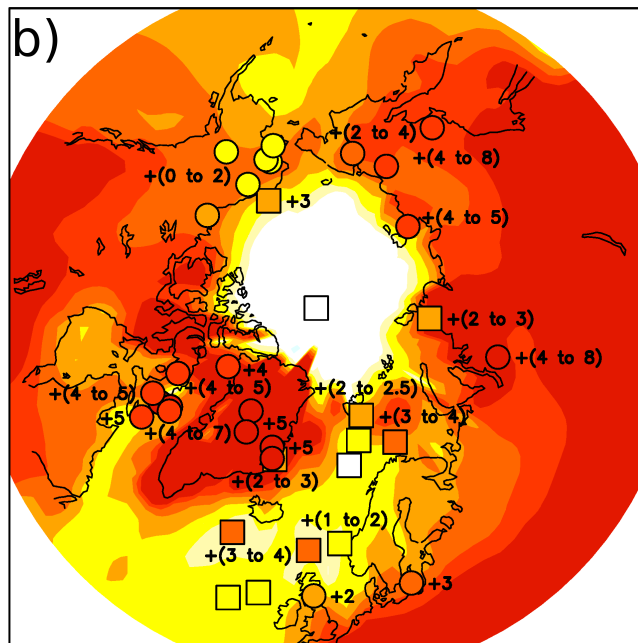 b)
+(2 to 4)
+(4 to 8)
+(0 to 2)
+3
+(4 to 5)
+(2 to 3)
+(4 to 8)
+4
+(4 to 5)
+(4 to 5)
+(2 to 2.5)
+5
+(3 to 4)
+(4 to 7)
+5
+5
+(2 to 3)
+(1 to 2)
+(3 to 4)
+3
+2